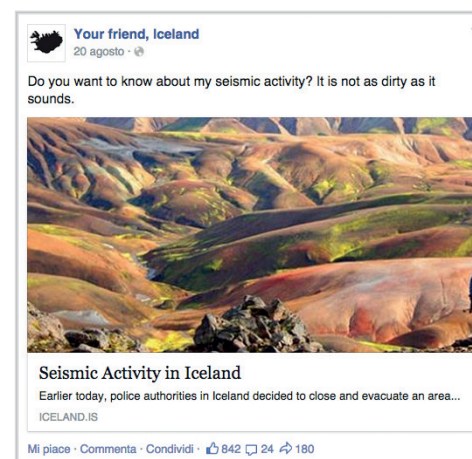 Your friend, Iceland
20 agosto ·
Do you want to know about my seismic activity? It is not as dirty as it
sounds.
Seismic Activity in Iceland
Earlier today, police authorities in Iceland decided to close and evacuate an area...
ICELAND.IS
Mi piace · Commenta · Condividi · 842 24 180